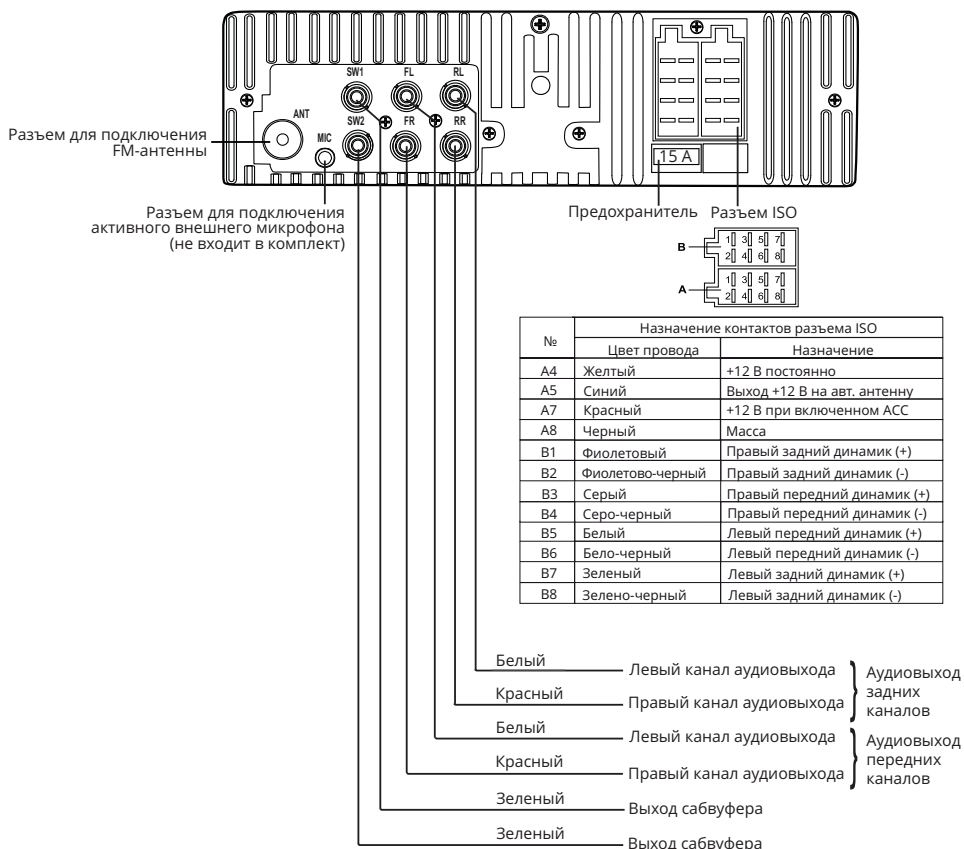 SW1 FL RL
ANT
SW2 FR RR
MIC
Разъем для подключения
FM-антенны
Разъем для подключения
активного внешнего микрофона
(не входит в комплект)
15 A
Предохранитель Разъем ISO
B
1 3 5 7
2 4 6 8
A
1 3 5 7
2 4 6 8
№ Назначение контактов разъема ISO
Цвет провода Назначение
A4 Желтый +12 В постоянно
A5 Синий Выход +12 В на авт. антенну
A7 Красный +12 В при включенном ACC
A8 Черный Масса
B1 Фиолетовый Правый задний динамик (+)
B2 Фиолетово-черный Правый задний динамик (-)
B3 Серый Правый передний динамик (+)
B4 Серо-черный Правый передний динамик (-)
B5 Белый Левый передний динамик (+)
B6 Бело-черный Левый передний динамик (-)
B7 Зеленый Левый задний динамик (+)
B8 Зелено-черный Левый задний динамик (-)
Белый Левый канал аудиовыхода
Красный Правый канал аудиовыхода
Аудиовыход
задних
каналов
Белый Левый канал аудиовыхода
Красный Правый канал аудиовыхода
Аудиовыход
передних
каналов
Зеленый Выход сабвуфера
Зеленый Выход сабвуфера